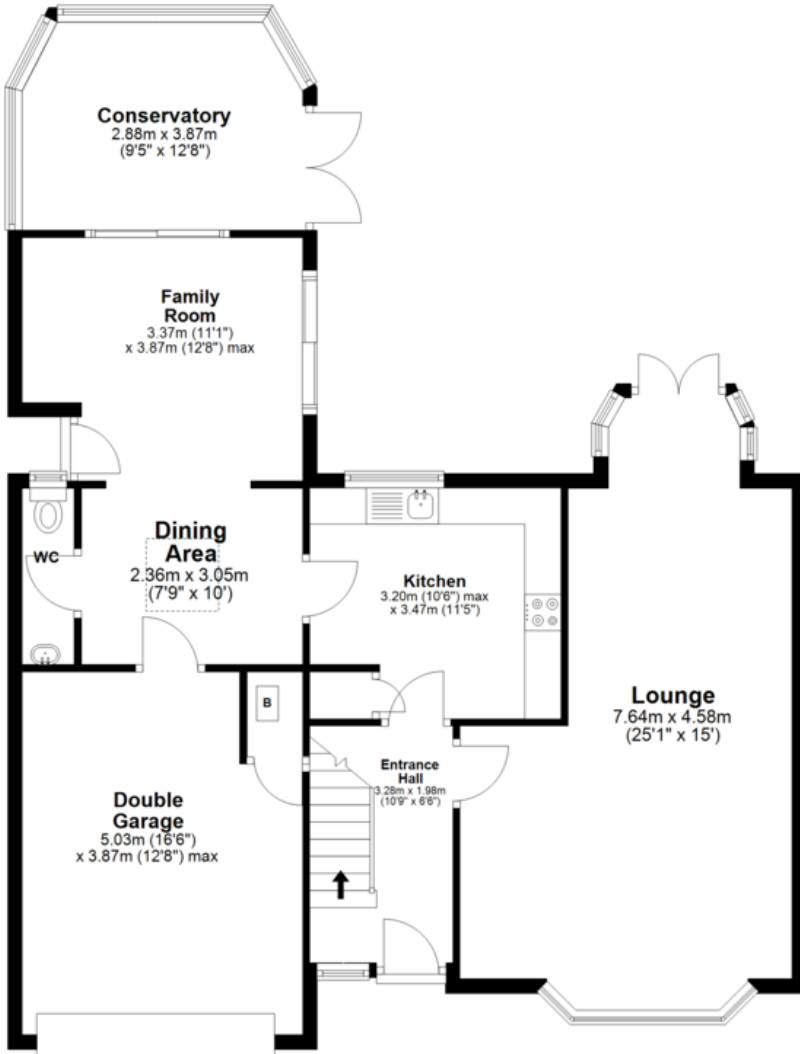 Conservatory
2.88m x 3.87m
(9'5" x 12'8")
Family
Room
3.37m (11'1")
x 3.87m (12'8") max
Dining
Area
2.36m x 3.05m
(7'9" x 10')
WC
Kitchen
3.20m (10'6") max
x 3.47m (11'5")
Lounge
7.64m x 4.58m
(25'1" x 15')
B
Entrance
Hall
3.28m x 1.98m
(10'9" x 6'6")
Double
Garage
5.03m (16'6")
x 3.87m (12'8") max